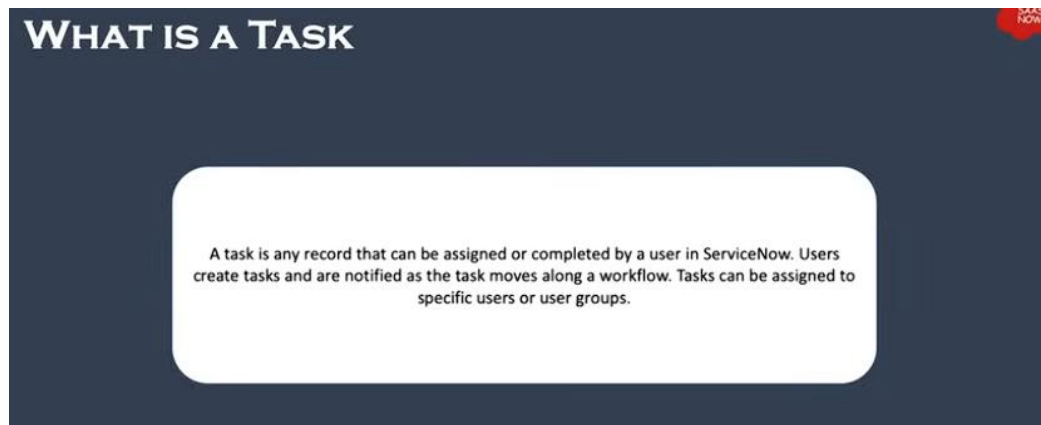 WHAT IS A TASK
NOW
A task is any record that can be assigned or completed by a user in ServiceNow. Users
create tasks and are notified as the task moves along a workflow. Tasks can be assigned to
specific users or user groups.